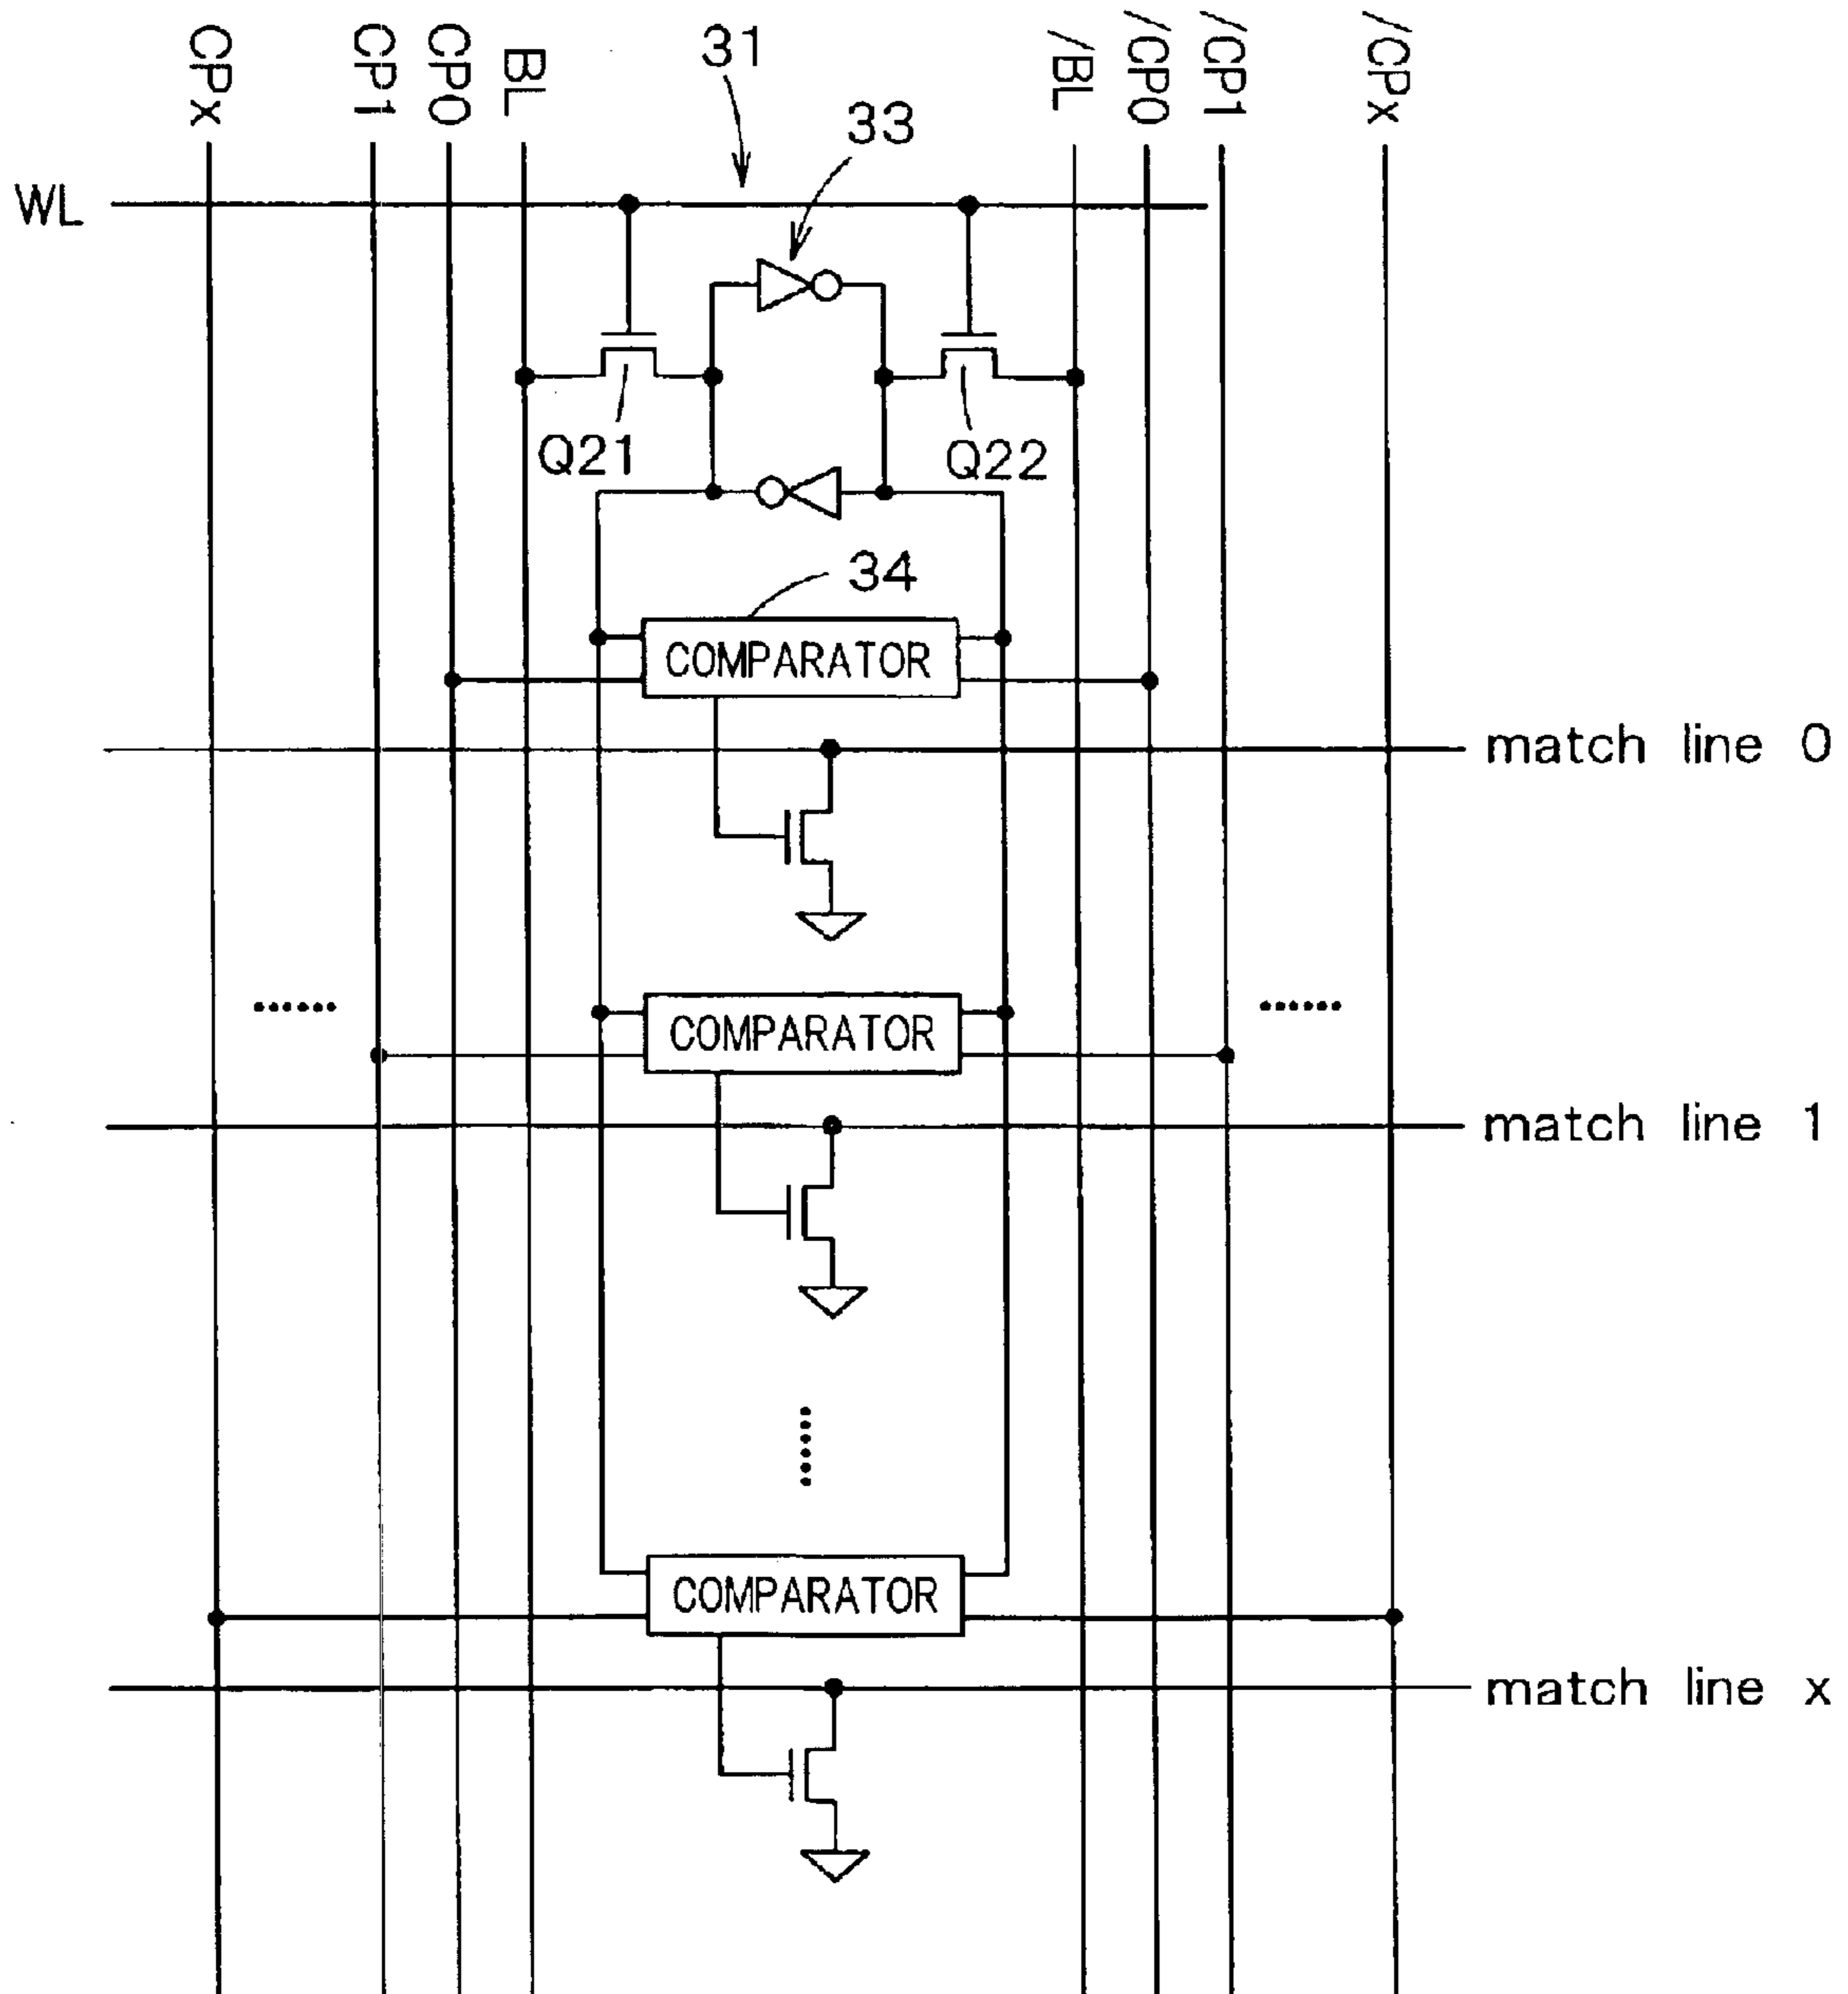 CPx
CP1
CP0
BL
31
/BL
/CP0
/CP1
/CPx
33
WL
Q21
Q22
34
COMPARATOR
match line 0
......
COMPARATOR
......
match line 1
......
COMPARATOR
match line x